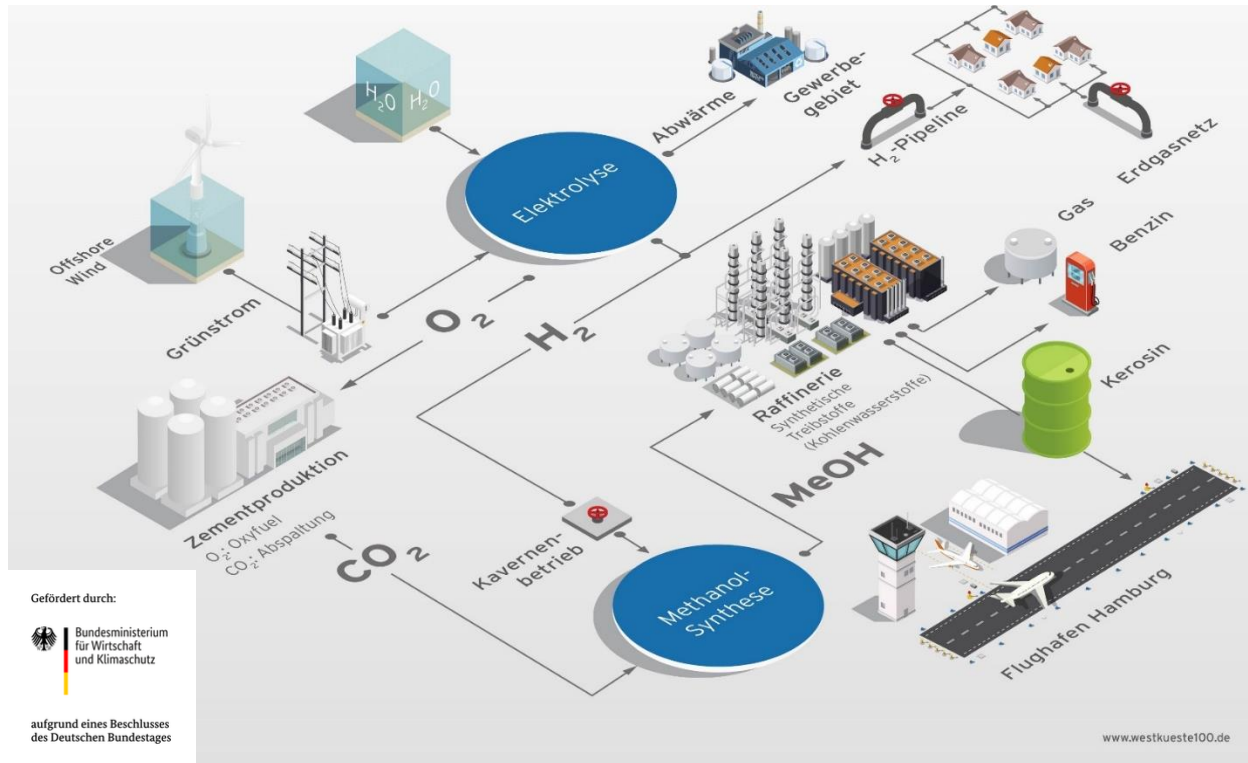 H₂O H₂O
Offshore
Wind
Grünstrom
Elektrolyse
Abwärme
Gewerbe-
gebiet
H₂-Pipeline
Erdgasnetz
O₂
H₂
Gas
Benzin
Kerosin
Raffinerie
Synthetische
Treibstoffe
(Kohlenwasserstoffe)
MeOH
Zementproduktion
O₂: Oxyfuel
CO₂: Abspaltung
CO₂
Kavernen-
betrieb
Methanol-
Synthese
Flughafen Hamburg
Gefördert durch:
Bundesministerium
für Wirtschaft
und Klimaschutz
aufgrund eines Beschlusses
des Deutschen Bundestages
www.westkueste100.de